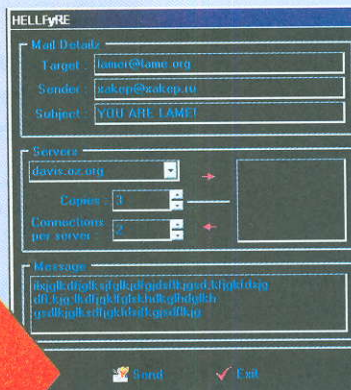 HELLFyRE
Mail Details
Target : lamer@lame.org
Sender : xakep@xakep.ru
Subject : YOU ARE LAME!
Servers
davis.oz.org
Copies : 3
Connections per server : 2
Message
Send Exit